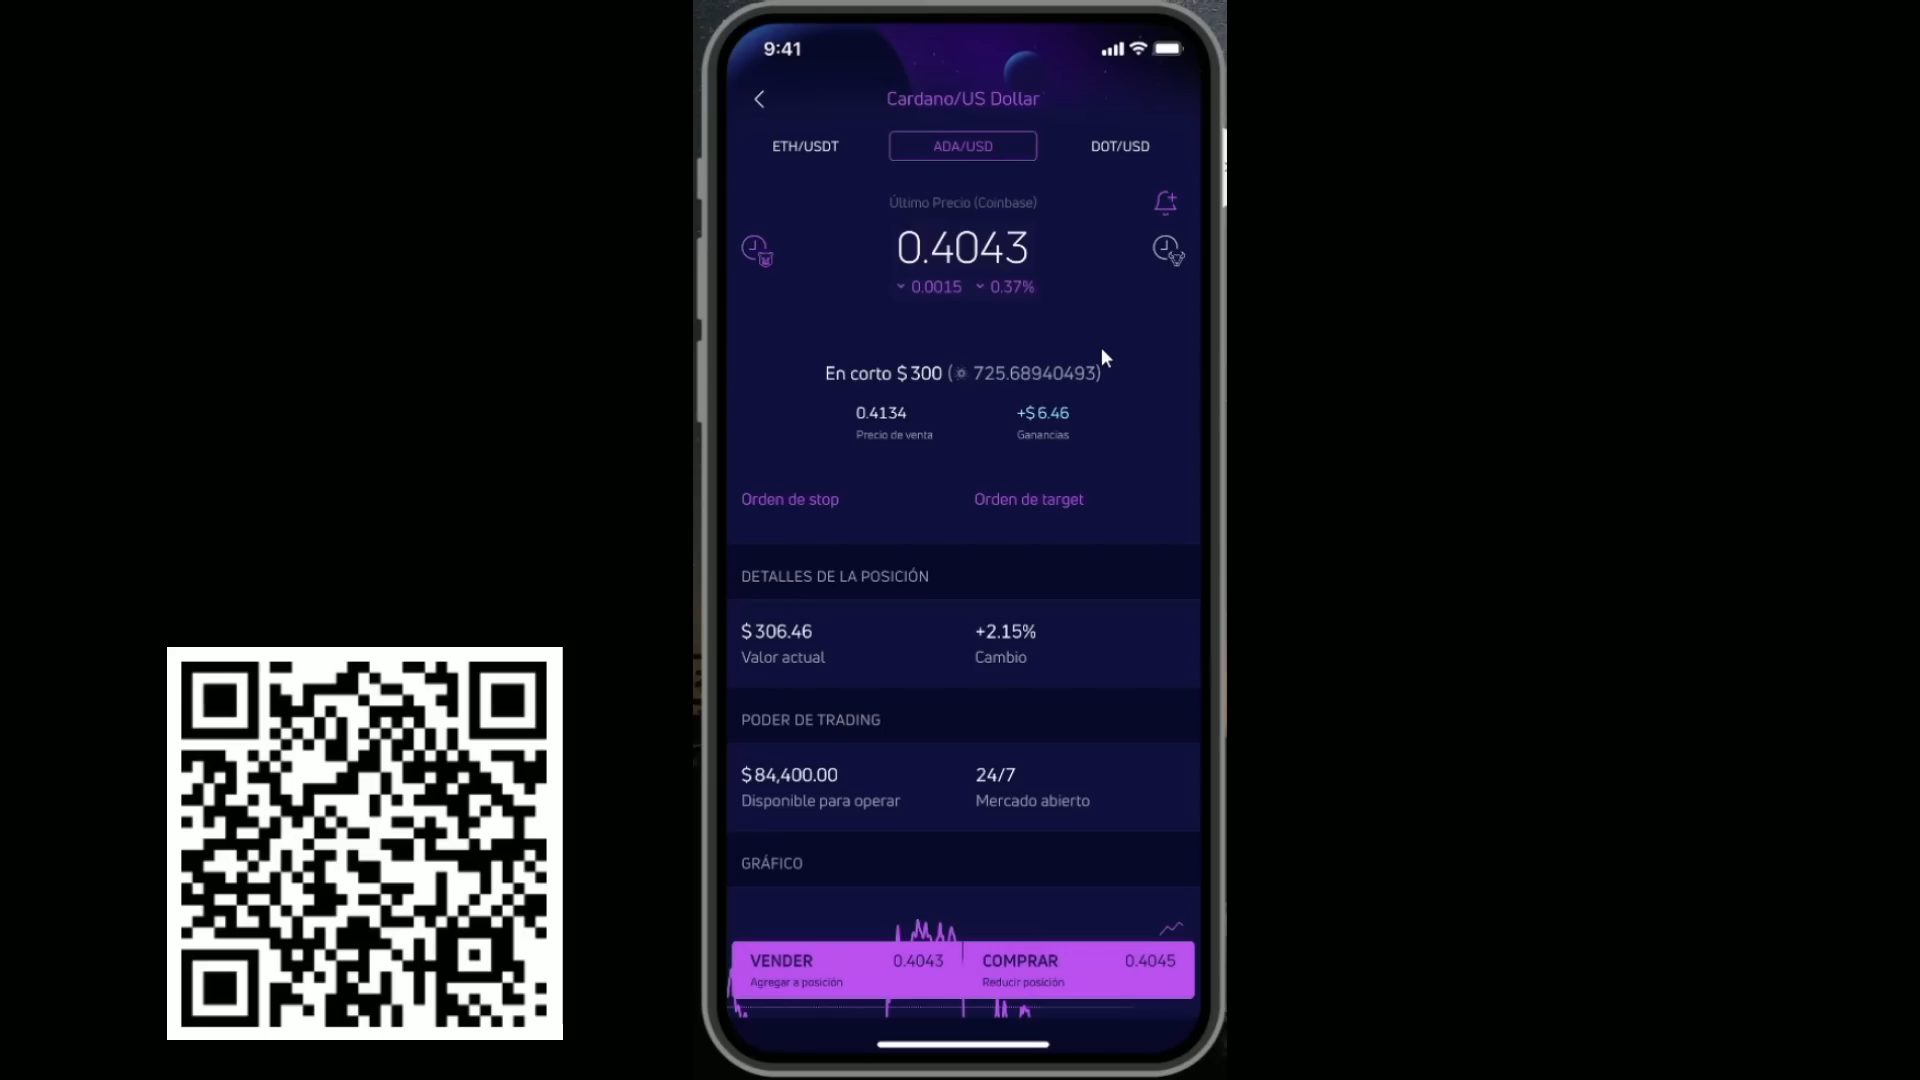 9:41
Cardano/US Dollar
ETH/USDT ADA/USD DOT/USD
Último Precio (Coinbase)
0.4043
0.0015 0.37%
En corto $300 (725.68940493)
0.4134 +$6.46
Precio de venta Ganancias
Orden de stop Orden de target
DETALLES DE LA POSICIÓN
$306.46 +2.15%
Valor actual Cambio
PODER DE TRADING
$84,400.00 24/7
Disponible para operar Mercado abierto
GRÁFICO
VENDER 0.4043 COMPRAR 0.4045
Agregar a posición Reducir posición